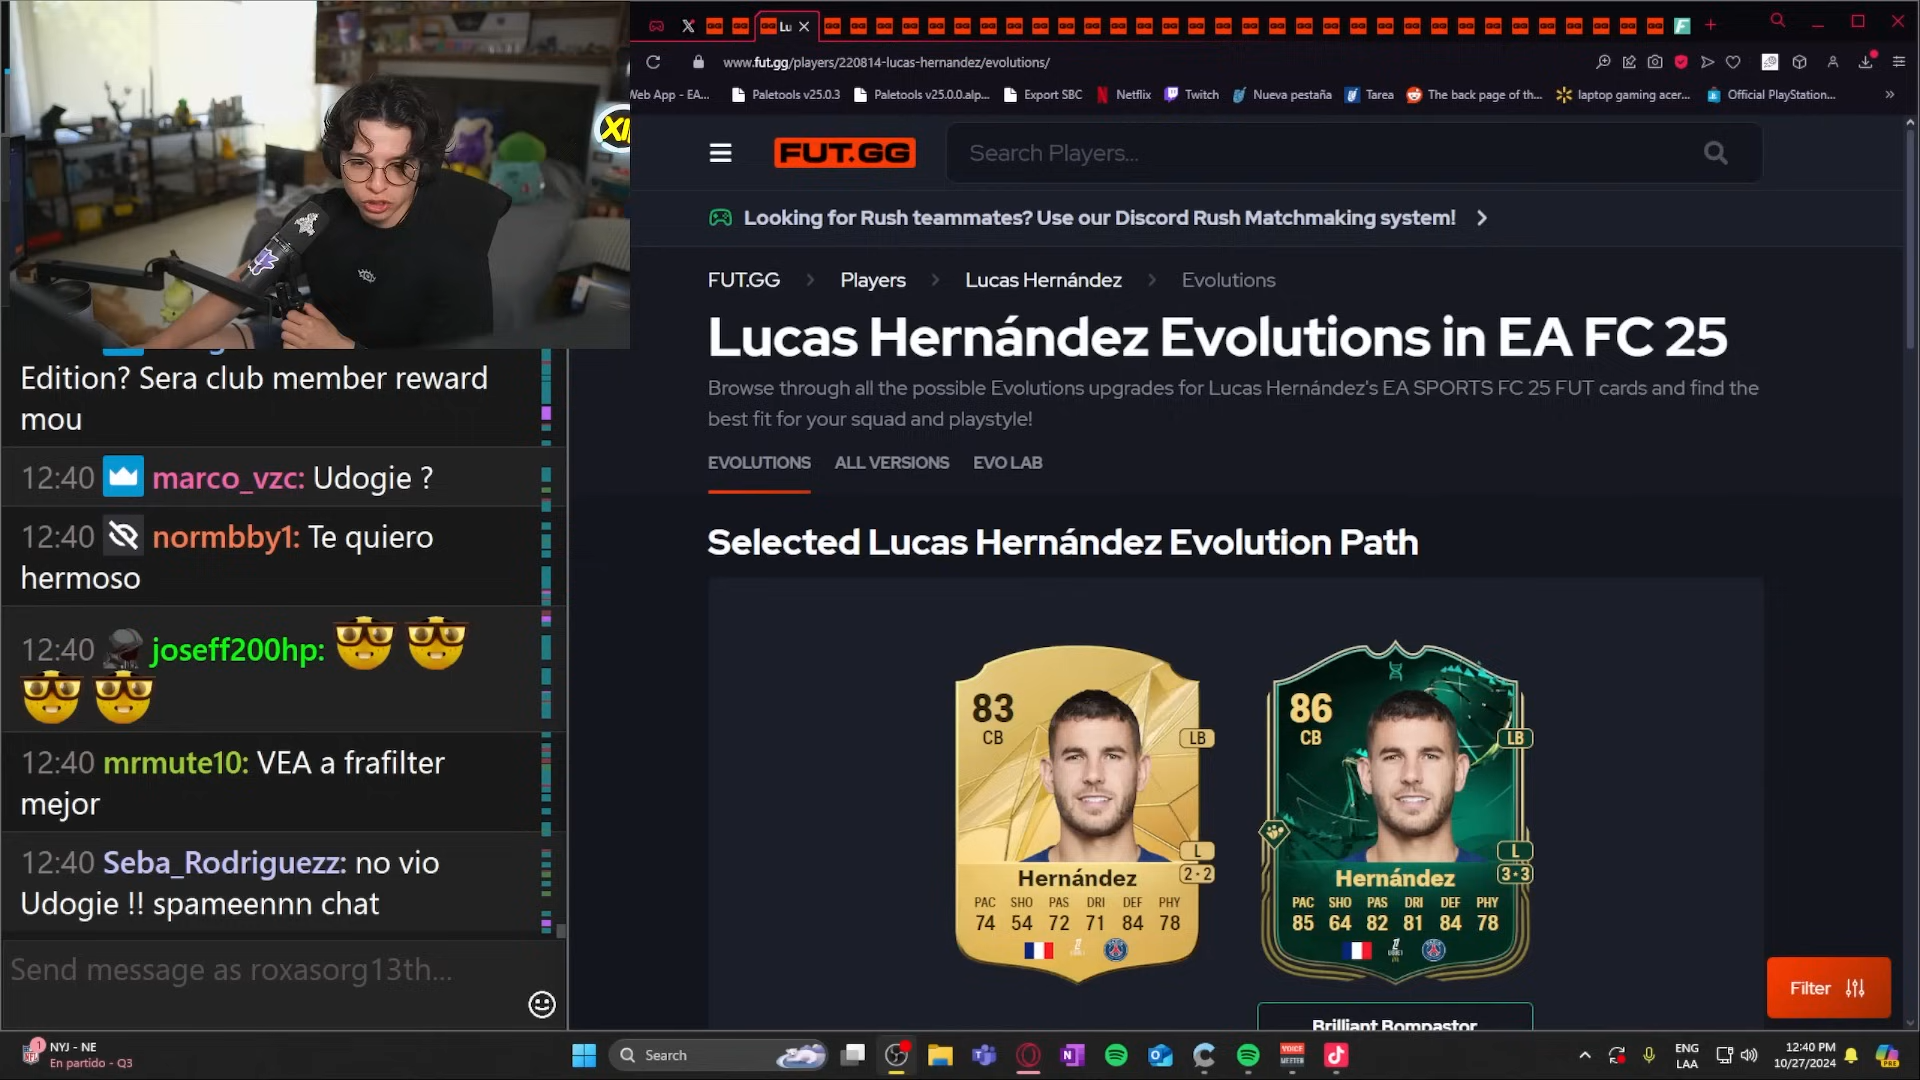 Lu
www.fut.gg/players/220814-lucas-hernandez/evolutions/
Web App - EA...
Paletools v25.0.3
Paletools v25.0.0.alp...
Export SBC
Netflix
Twitch
Nueva pestaña
Tarea
The back page of th...
laptop gaming acer...
Official PlayStation...
FUT.GG
Search Players...
Looking for Rush teammates? Use our Discord Rush Matchmaking system!
FUT.GG
Players
Lucas Hernández
Evolutions
Lucas Hernández Evolutions in EA FC 25
Browse through all the possible Evolutions upgrades for Lucas Hernández's EA SPORTS FC 25 FUT cards and find the
best fit for your squad and playstyle!
EVOLUTIONS
ALL VERSIONS
EVO LAB
Selected Lucas Hernández Evolution Path
83
CB
LB
L
2 · 2
Hernández
PAC SHO PAS DRI DEF PHY
74 54 72 71 84 78
86
CB
LB
L
3 · 3
Hernández
PAC SHO PAS DRI DEF PHY
85 64 82 81 84 78
Brilliant Bompastor
Filter
Edition? Sera club member reward
mou
12:40 marco_vzc: Udogie ?
12:40 normbby1: Te quiero
hermoso
12:40 joseff200hp:
12:40 mrmute10: VEA a frafilter
mejor
12:40 Seba_Rodriguezz: no vio
Udogie !! spameennn chat
Send message as roxasorg13th...
1
NYJ - NE
En partido - Q3
Search
VOICE
MEETER
ENG
LAA
12:40 PM
10/27/2024
PRE